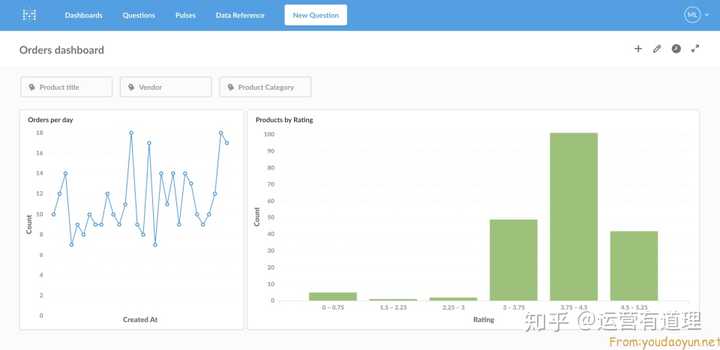 Dashboards Questions Pulses Data Reference New Question ML
Orders dashboard
Product title Vendor Product Category
Orders per day
18
16
14
12
10
8
6
4
2
0
Count
Created At
Products by Rating
100
90
80
70
60
50
40
30
20
10
0
Count
0 – 0.75 1.5 – 2.25 2.25 – 3 3 – 3.75 3.75 – 4.5 4.5 – 5.25
Rating
知乎 @运营有道理
From:youdaoyun.net